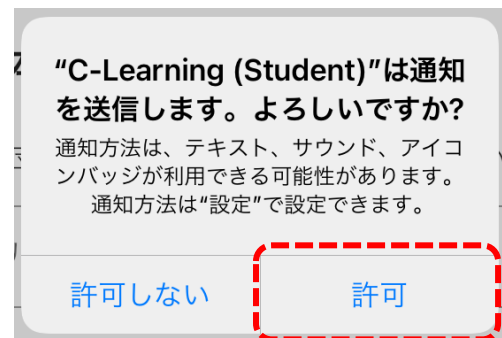 “C-Learning (Student)”は通知
を送信します。よろしいですか?
通知方法は、テキスト、サウンド、アイコ
ンバッジが利用できる可能性があります。
通知方法は“設定”で設定できます。
許可しない
許可